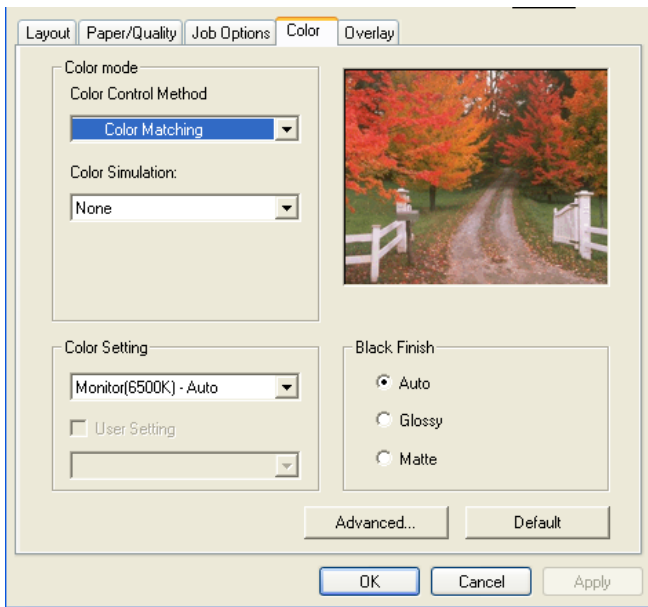 Layout Paper/Quality Job Options Color Overlay
Color mode
Color Control Method
Color Matching
Color Simulation:
None
Color Setting
Monitor(6500K) - Auto
User Setting
Black Finish
Auto
Glossy
Matte
Advanced... Default
OK Cancel Apply